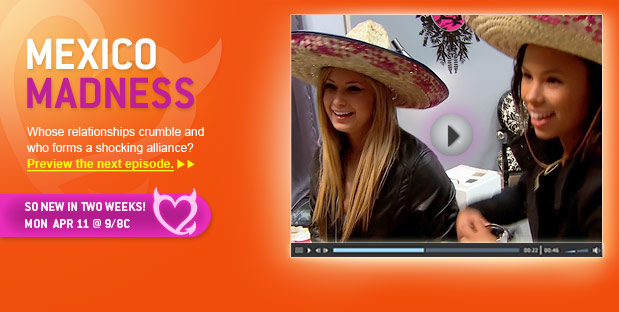 MEXICO
MADNESS
Whose relationships crumble and
who forms a shocking alliance?
Preview the next episode.
SO NEW IN TWO WEEKS!
MON APR 11 @ 9/8C
00:22 00:46